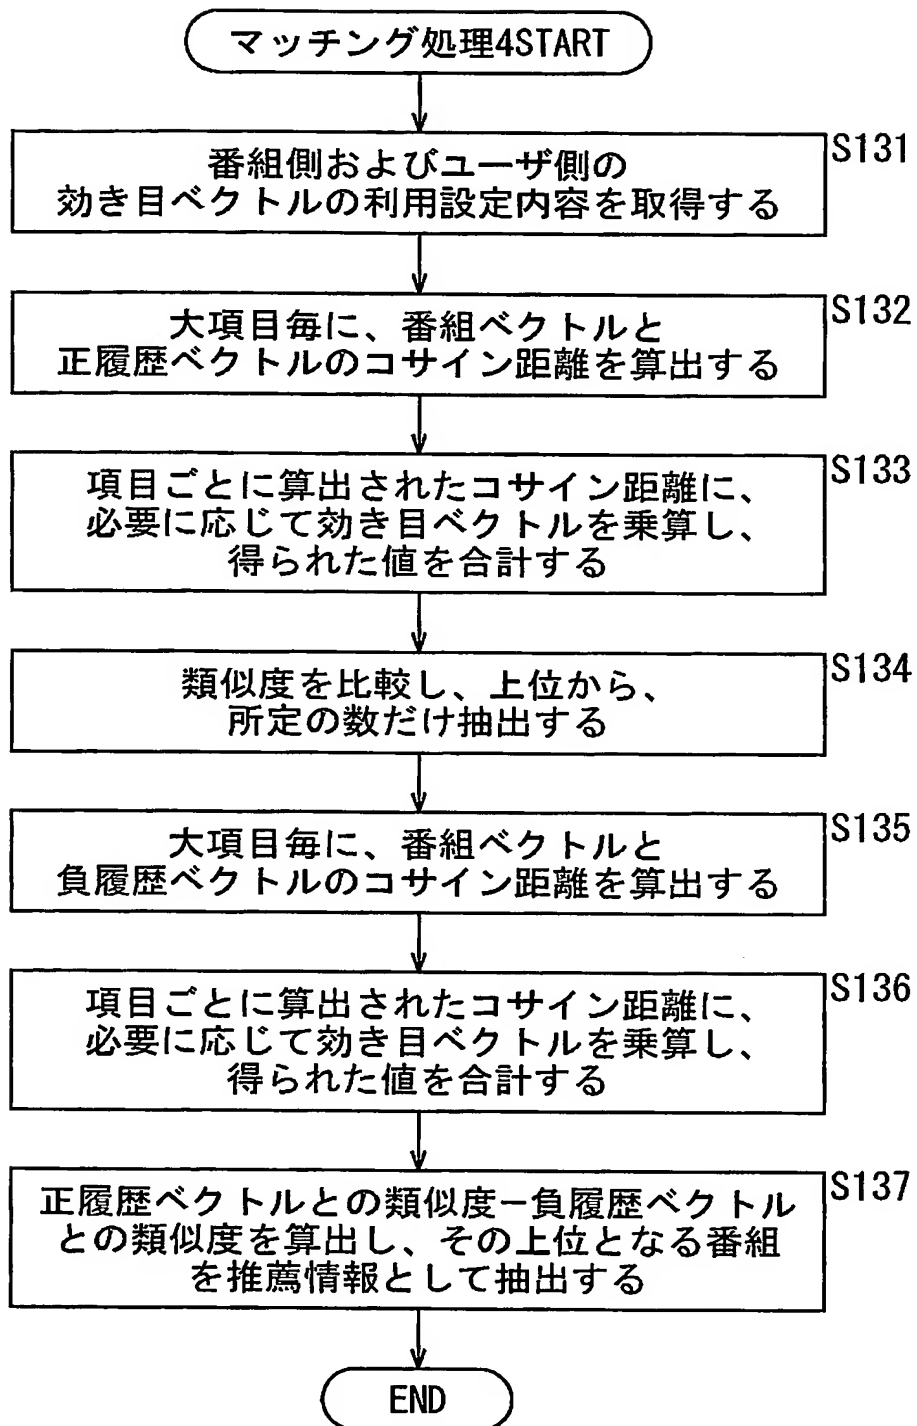 マッチング処理4START
S131
番組側およびユーザ側の
効き目ベクトルの利用設定内容を取得する
S132
大項目毎に、番組ベクトルと
正履歴ベクトルのコサイン距離を算出する
S133
項目ごとに算出されたコサイン距離に、
必要に応じて効き目ベクトルを乗算し、
得られた値を合計する
S134
類似度を比較し、上位から、
所定の数だけ抽出する
S135
大項目毎に、番組ベクトルと
負履歴ベクトルのコサイン距離を算出する
S136
項目ごとに算出されたコサイン距離に、
必要に応じて効き目ベクトルを乗算し、
得られた値を合計する
S137
正履歴ベクトルとの類似度−負履歴ベクトル
との類似度を算出し、その上位となる番組
を推薦情報として抽出する
END